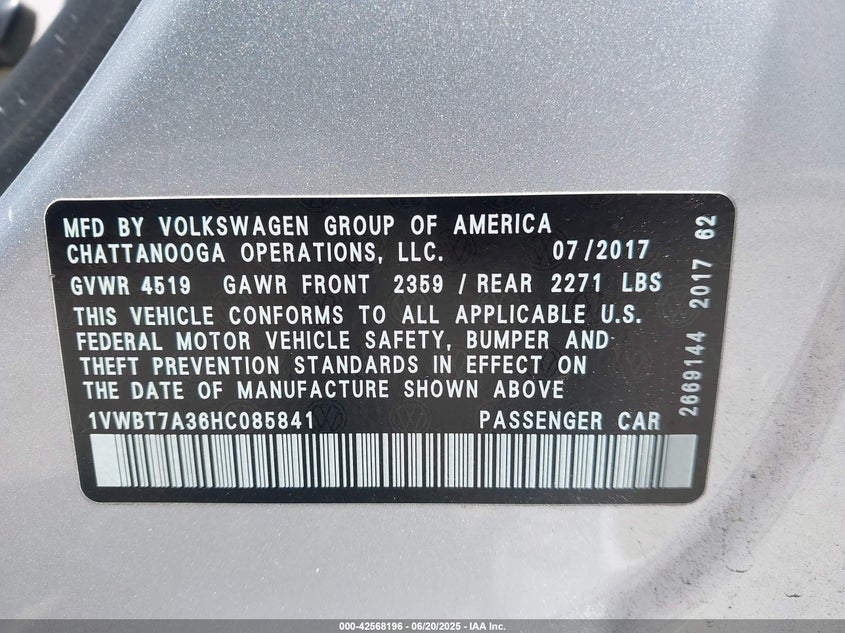 MFD BY VOLKSWAGEN GROUP OF AMERICA
CHATTANOOGA OPERATIONS, LLC. 07/2017
GVWR 4519 GAWR FRONT 2359 / REAR 2271 LBS
THIS VEHICLE CONFORMS TO ALL APPLICABLE U.S.
FEDERAL MOTOR VEHICLE SAFETY, BUMPER AND
THEFT PREVENTION STANDARDS IN EFFECT ON
THE DATE OF MANUFACTURE SHOWN ABOVE
1VWBT7A36HC085841 PASSENGER CAR
2669144 2017 62
000-42568196 - 06/20/2025 - IAA Inc.